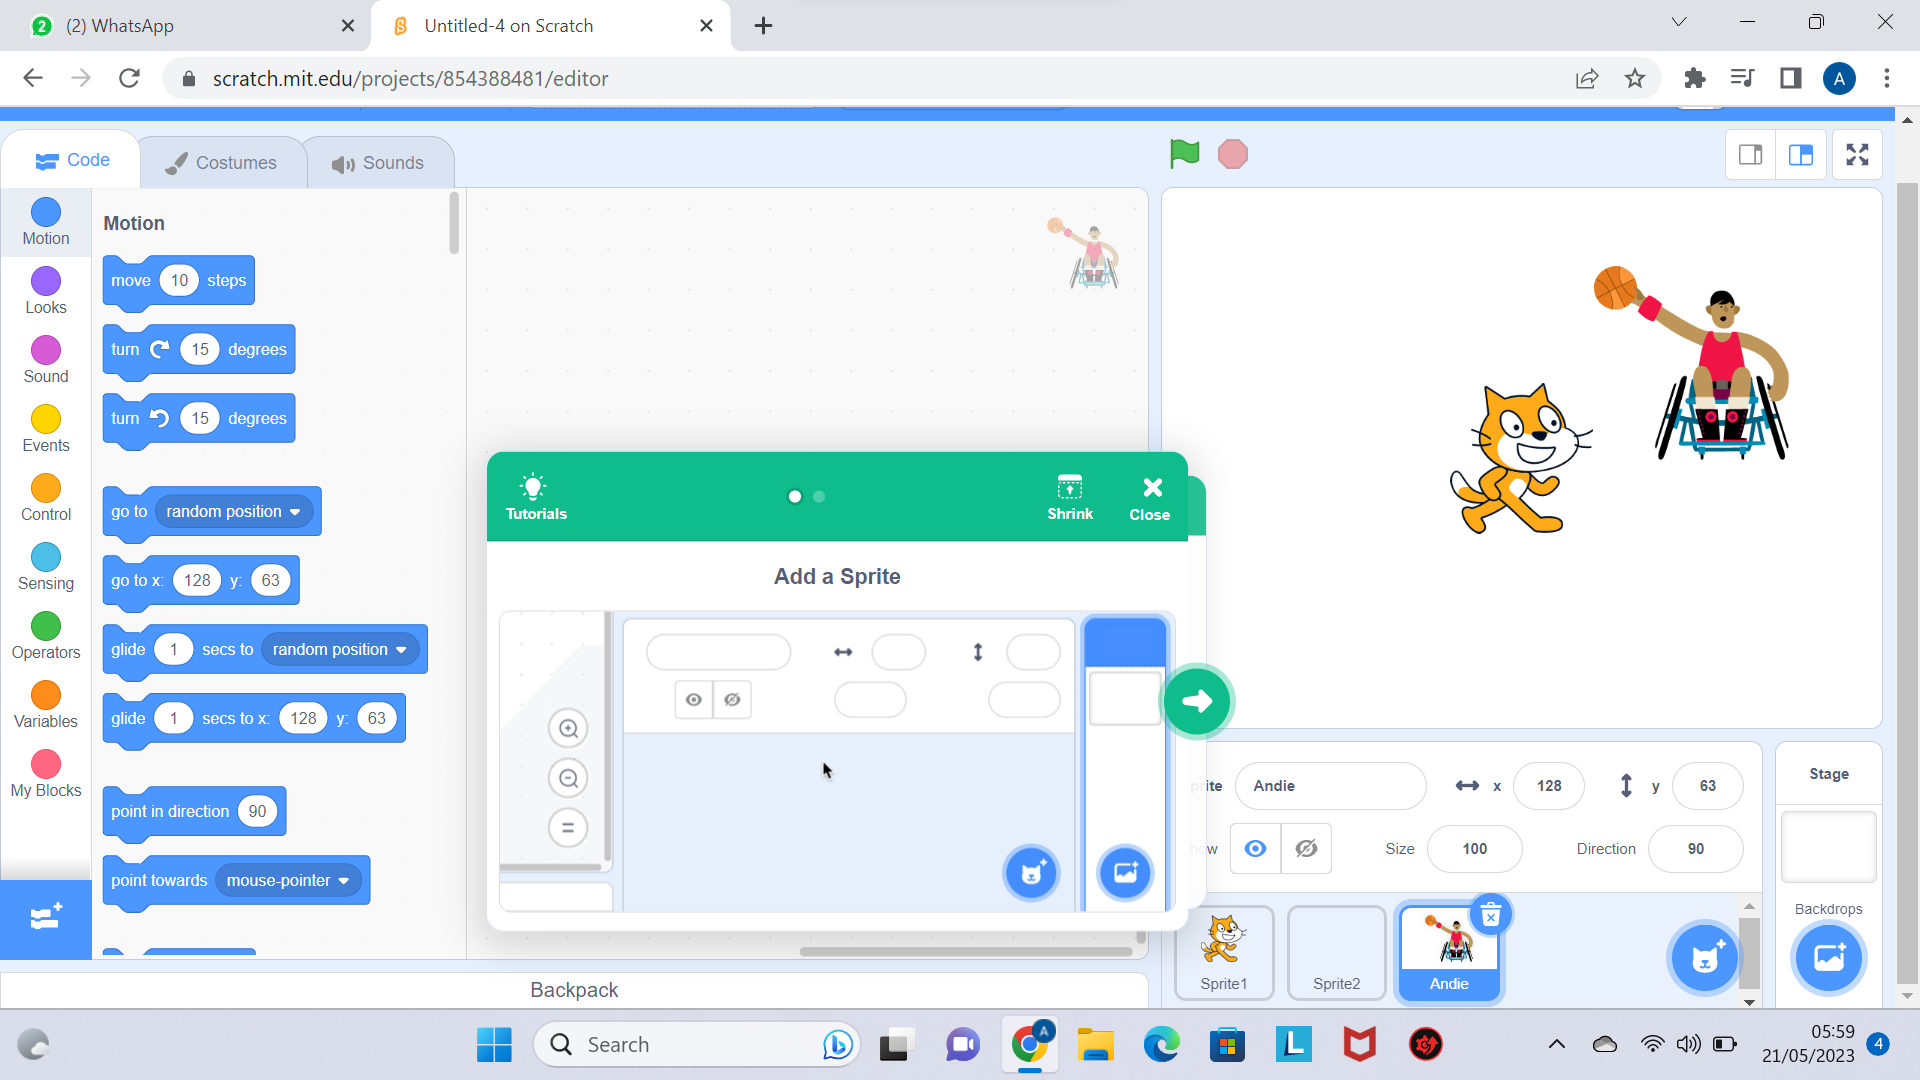 2
(2) WhatsApp
Untitled-4 on Scratch
scratch.mit.edu/projects/854388481/editor
A
Code
Costumes
Sounds
Motion
Looks
Sound
Events
Control
Sensing
Operators
Variables
My Blocks
Motion
move 10 steps
turn 15 degrees
turn 15 degrees
go to random position
go to x: 128 y: 63
glide 1 secs to random position
glide 1 secs to x: 128 y: 63
point in direction 90
point towards mouse-pointer
Tutorials
Shrink
Close
Add a Sprite
rite Andie x 128 y 63
ow Size 100 Direction 90
Sprite1
Sprite2
Andie
Stage
Backdrops
Backpack
Search
A
L
05:59
21/05/2023
4